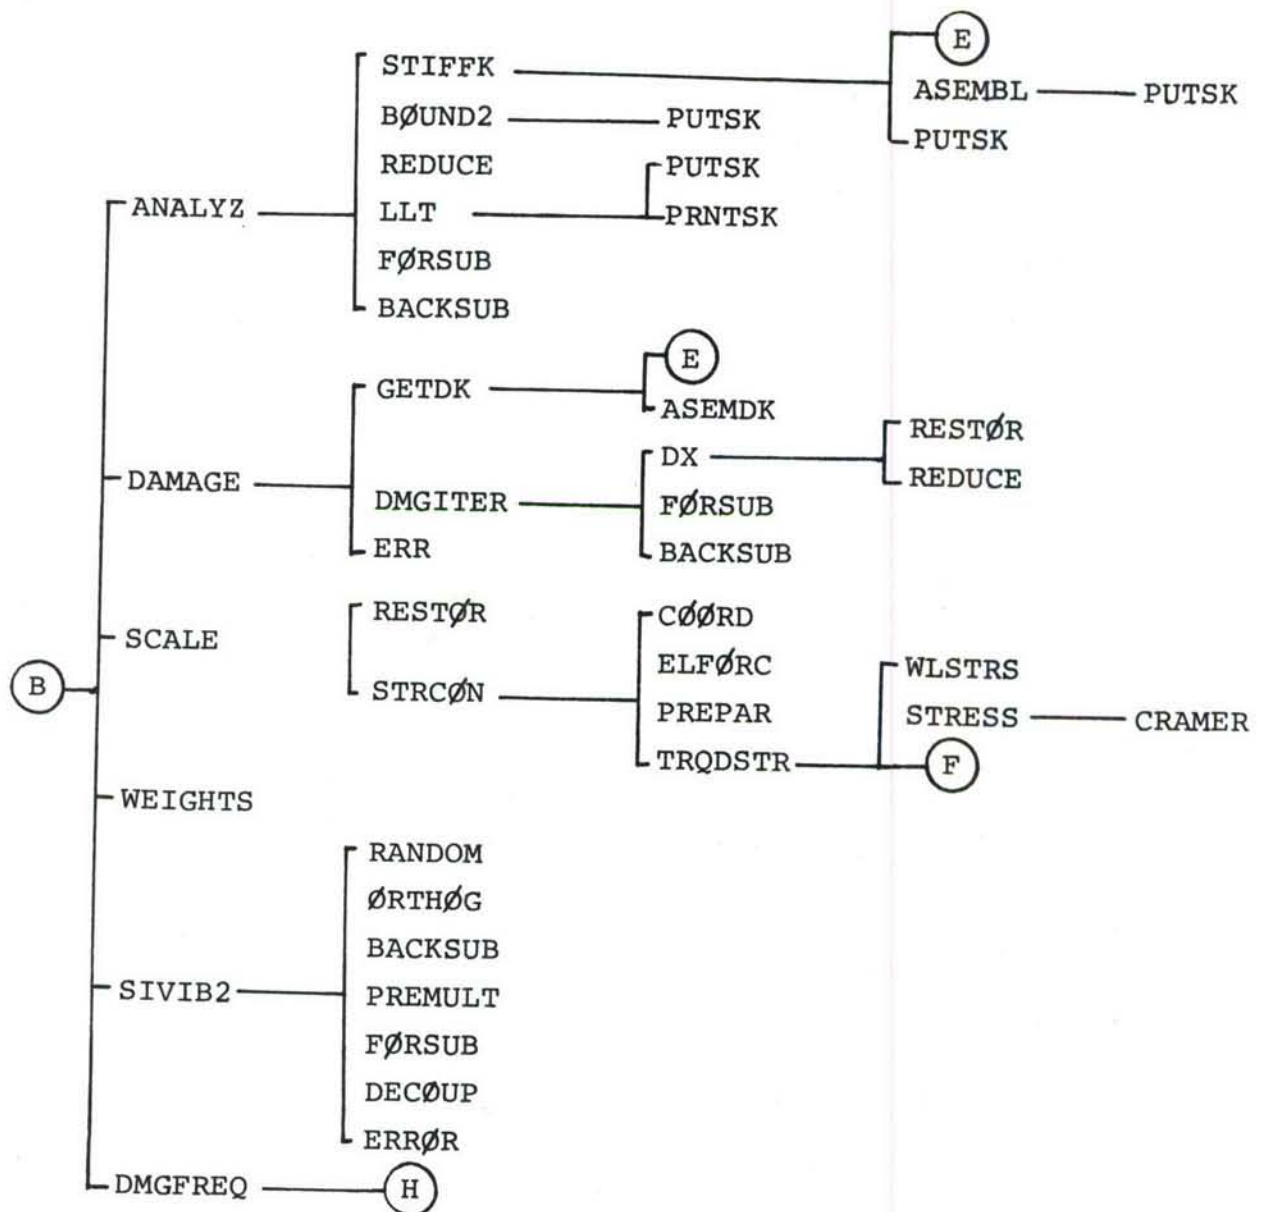 E
STIFFK
ASEMBL PUTSK
BØUND2 PUTSK
PUTSK
REDUCE PUTSK
ANALYZ LLT PRNTSK
FØRSUB
BACKSUB
E
GETDK
ASEMDK
RESTØR
DX
DAMAGE REDUCE
DMGITER FØRSUB
ERR BACKSUB
RESTØR CØØRD
SCALE
ELFØRC WLSTRS
B
STRCØN PREPAR STRESS CRAMER
TRQDSTR F
WEIGHTS
RANDOM
ØRTHØG
BACKSUB
SIVIB2 PREMULT
FØRSUB
DECØUP
ERRØR
DMGFREQ H